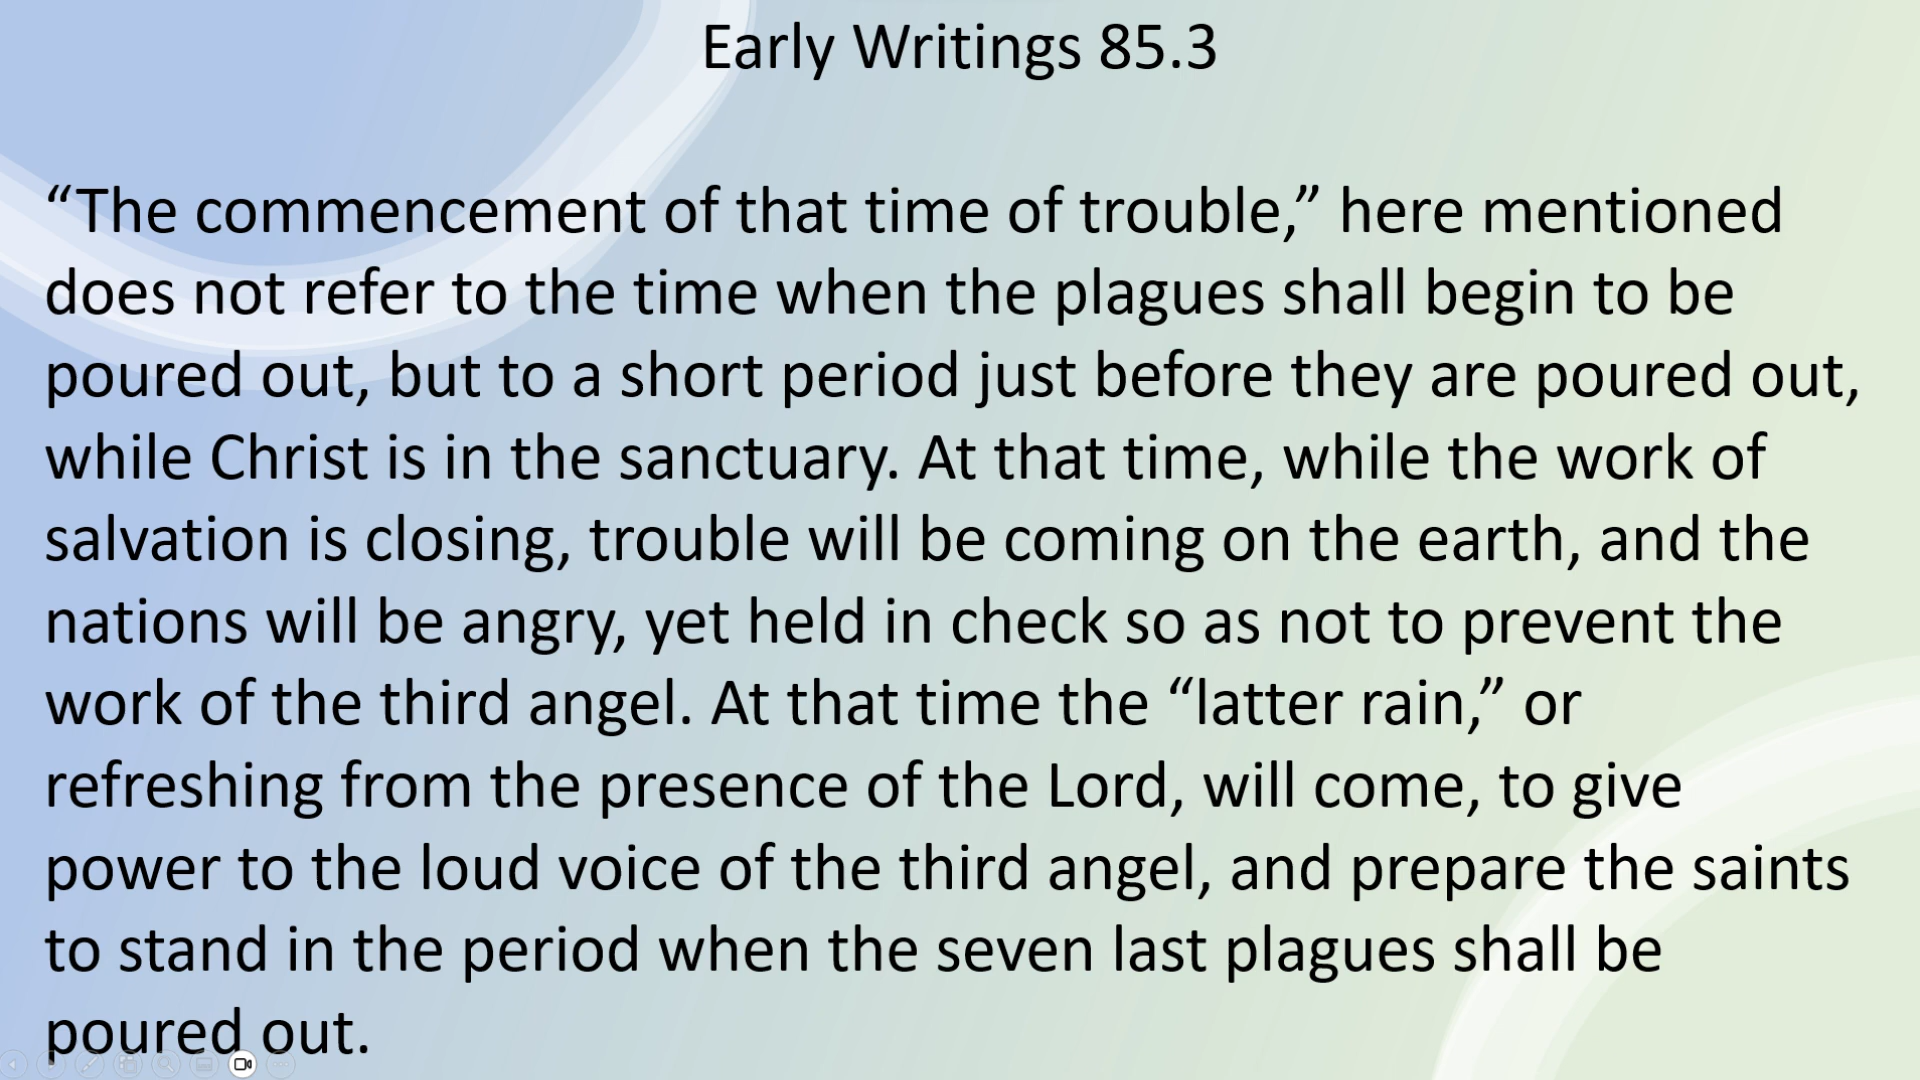 Early Writings 85.3
“The commencement of that time of trouble,” here mentioned
does not refer to the time when the plagues shall begin to be
poured out, but to a short period just before they are poured out,
while Christ is in the sanctuary. At that time, while the work of
salvation is closing, trouble will be coming on the earth, and the
nations will be angry, yet held in check so as not to prevent the
work of the third angel. At that time the “latter rain,” or
refreshing from the presence of the Lord, will come, to give
power to the loud voice of the third angel, and prepare the saints
to stand in the period when the seven last plagues shall be
poured out.